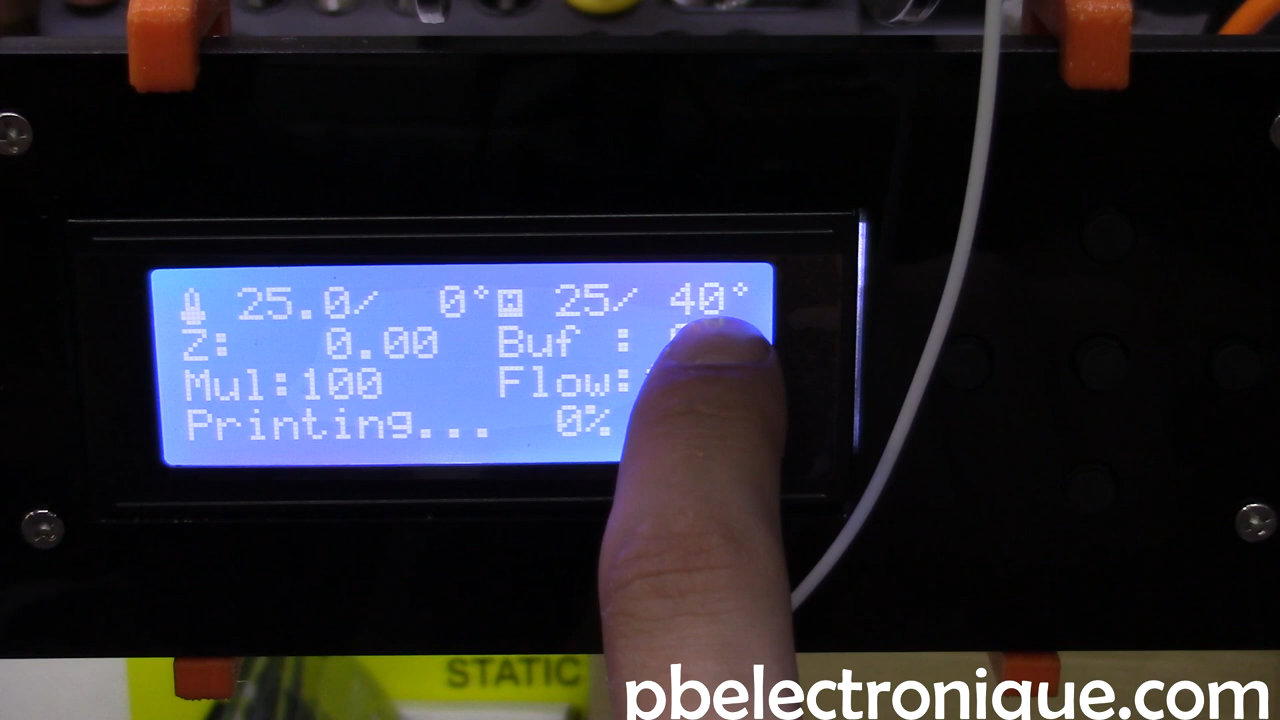 25.0/ 0° 25/ 40°
Z: 0.00 Buf :
Mul:100 Flow:
Printing... 0%
STATIC
pbelectronique.com